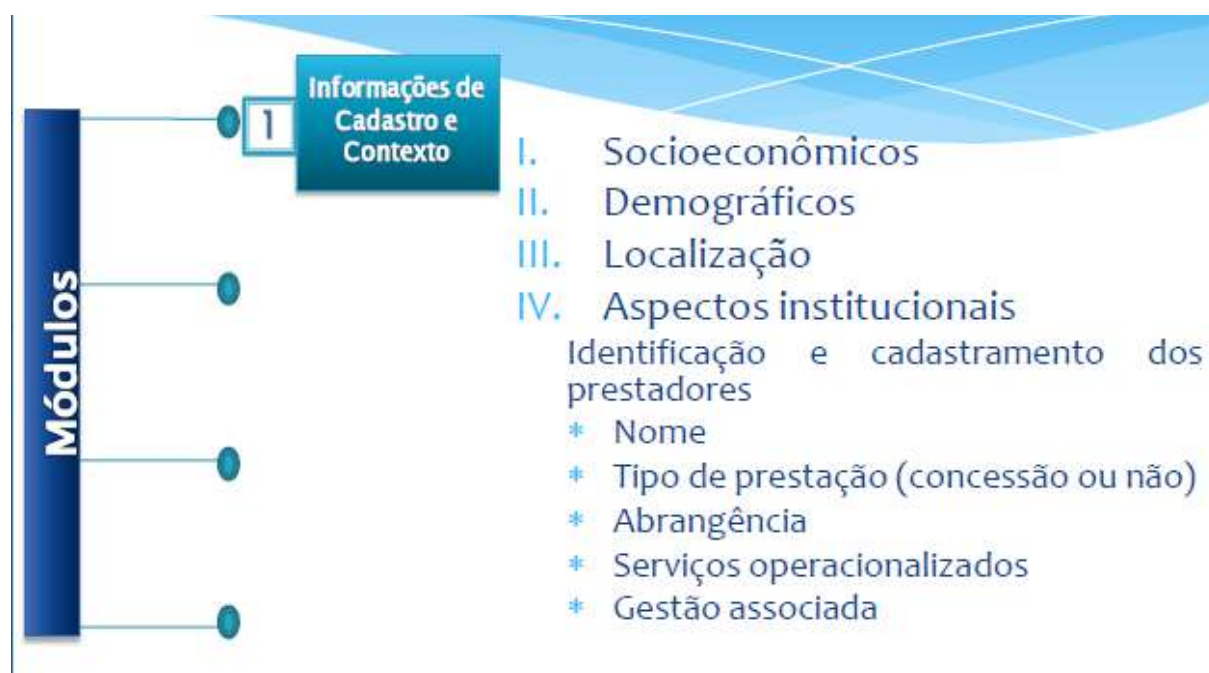 Módulos
1
Informações de
Cadastro e
Contexto
I. Socioeconômicos
II. Demográficos
III. Localização
IV. Aspectos institucionais
Identificação e cadastramento dos
prestadores
* Nome
* Tipo de prestação (concessão ou não)
* Abrangência
* Serviços operacionalizados
* Gestão associada